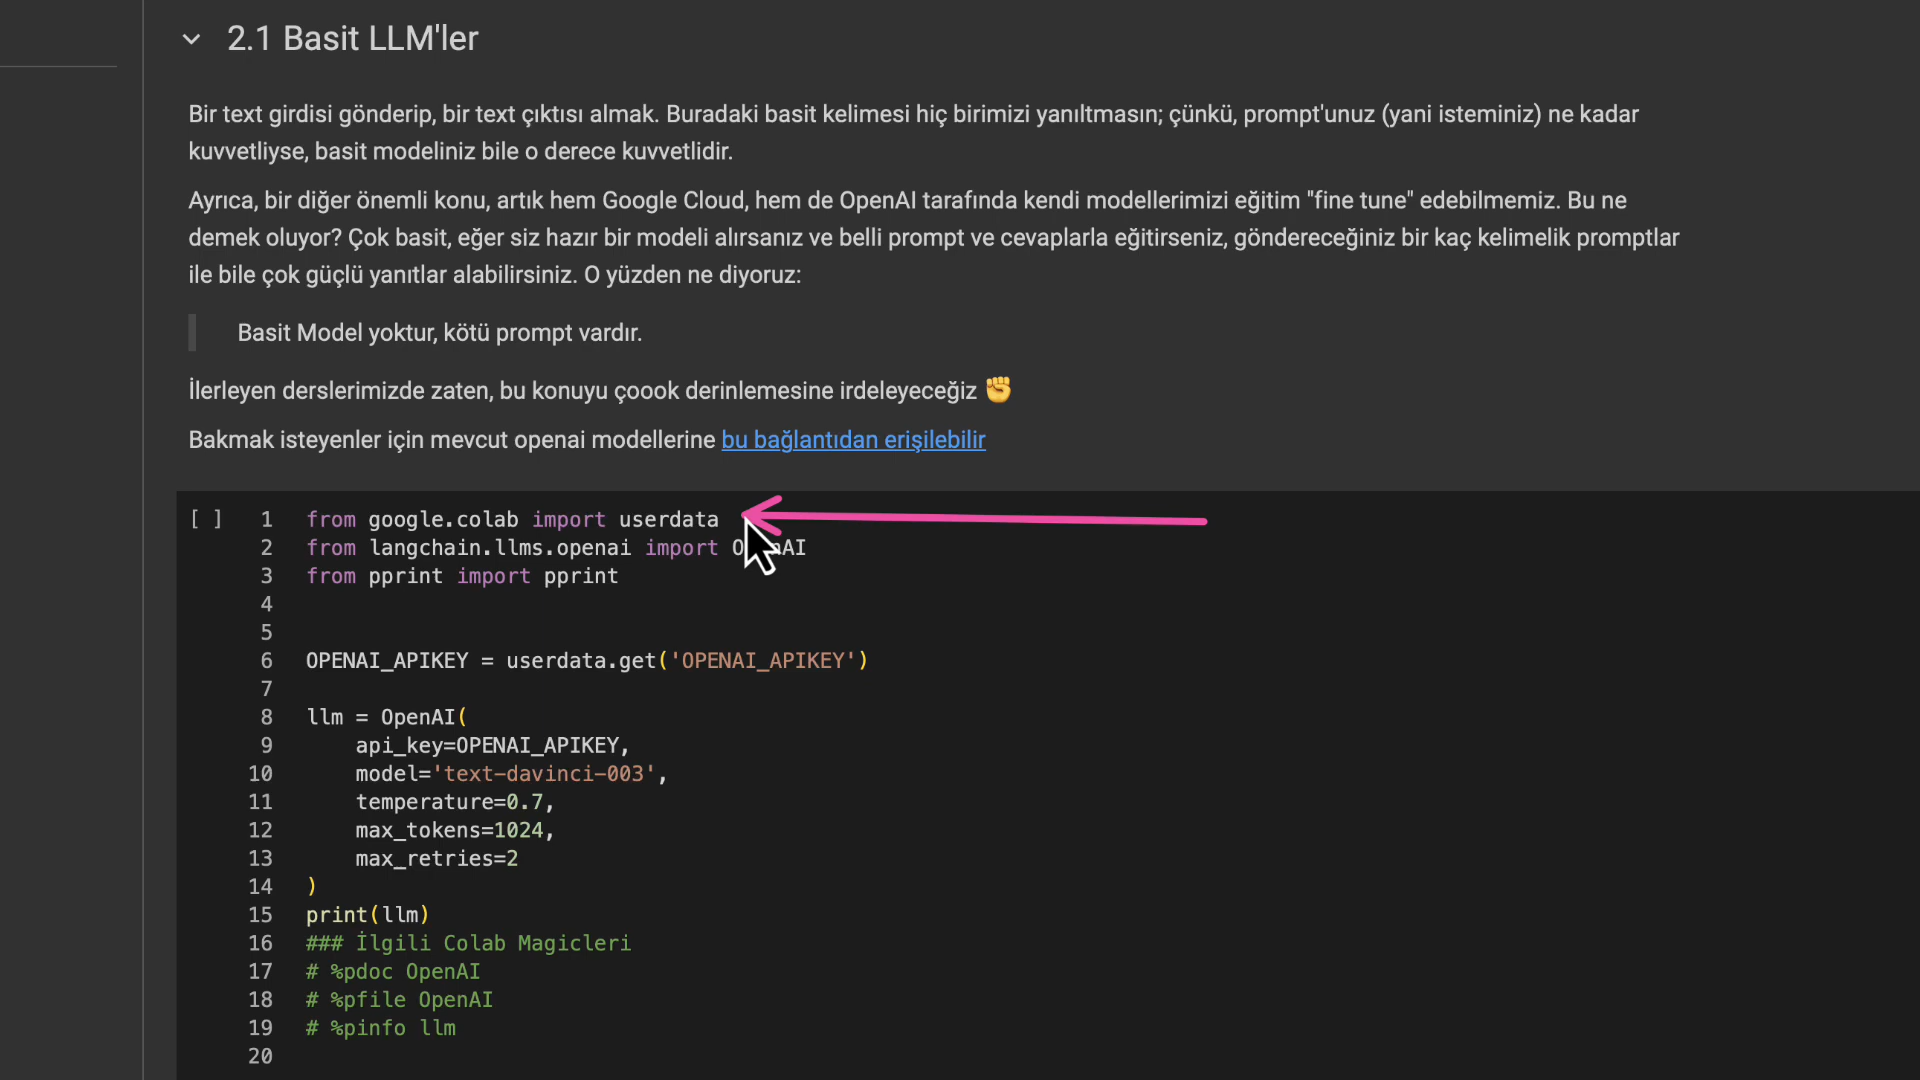 2.1 Basit LLM'ler
Bir text girdisi gönderip, bir text çıktısı almak. Buradaki basit kelimesi hiç birimizi yanıltmasın; çünkü, prompt'unuz (yani isteminiz) ne kadar
kuvvetliyse, basit modeliniz bile o derece kuvvetlidir.
Ayrıca, bir diğer önemli konu, artık hem Google Cloud, hem de OpenAI tarafında kendi modellerimizi eğitim "fine tune" edebilmemiz. Bu ne
demek oluyor? Çok basit, eğer siz hazır bir modeli alırsanız ve belli prompt ve cevaplarla eğitirseniz, göndereceğiniz bir kaç kelimelik promptlar
ile bile çok güçlü yanıtlar alabilirsiniz. O yüzden ne diyoruz:
Basit Model yoktur, kötü prompt vardır.
İlerleyen derslerimizde zaten, bu konuyu çoook derinlemesine irdeleyeceğiz ✊
Bakmak isteyenler için mevcut openai modellerine bu bağlantıdan erişilebilir
[ ] 1 from google.colab import userdata
2 from langchain.llms.openai import OpenAI
3 from pprint import pprint
4
5
6 OPENAI_APIKEY = userdata.get('OPENAI_APIKEY')
7
8 llm = OpenAI(
9 api_key=OPENAI_APIKEY,
10 model='text-davinci-003',
11 temperature=0.7,
12 max_tokens=1024,
13 max_retries=2
14 )
15 print(llm)
16 ### İlgili Colab Magicleri
17 # %pdoc OpenAI
18 # %pfile OpenAI
19 # %pinfo llm
20